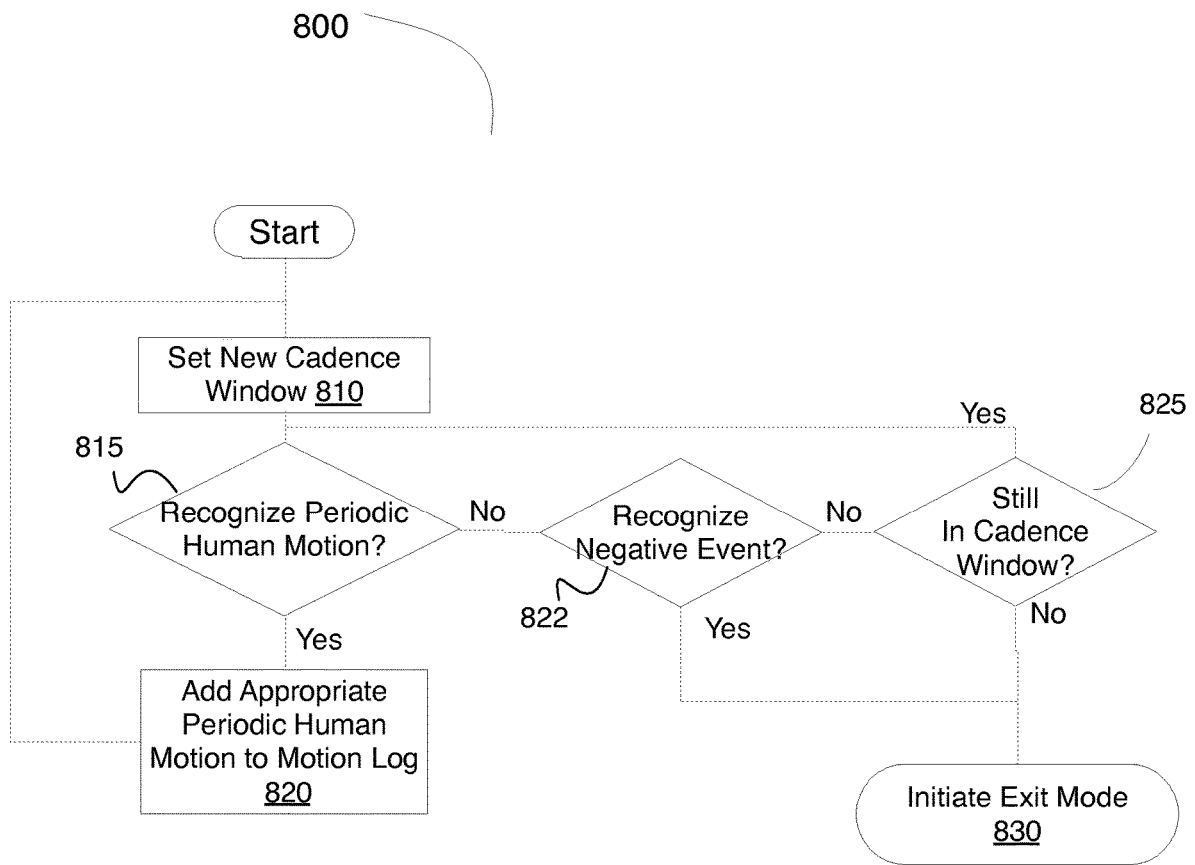 800
Start
Set New Cadence
Window 810
Yes
825
815
Recognize Periodic
Human Motion?
No
Recognize
Negative Event?
No
Still
In Cadence
Window?
822
Yes
Yes
No
Add Appropriate
Periodic Human
Motion to Motion Log
820
Initiate Exit Mode
830